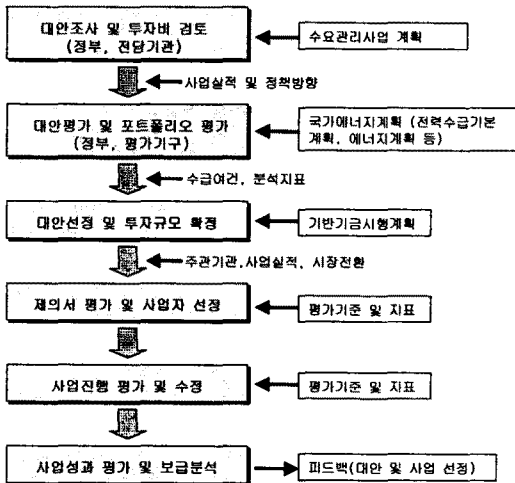 대안조사 및 투자비 검토
(정부, 전담기관)
수요관리사업 계획
사업실적 및 정책방향
대안평가 및 포트폴리오 평가
(정부, 평가기구)
국가에너지계획 (전력수급기본
계획, 에너지계획 등)
수급여건, 분석지표
대안선정 및 투자규모 확정
기반기금시행계획
주관기관,사업실적, 시장전환
제의서 평가 및 사업자 선정
평가기준 및 지표
사업진행 평가 및 수정
평가기준 및 지표
사업성과 평가 및 보급분석
피드백(대안 및 사업 선정)